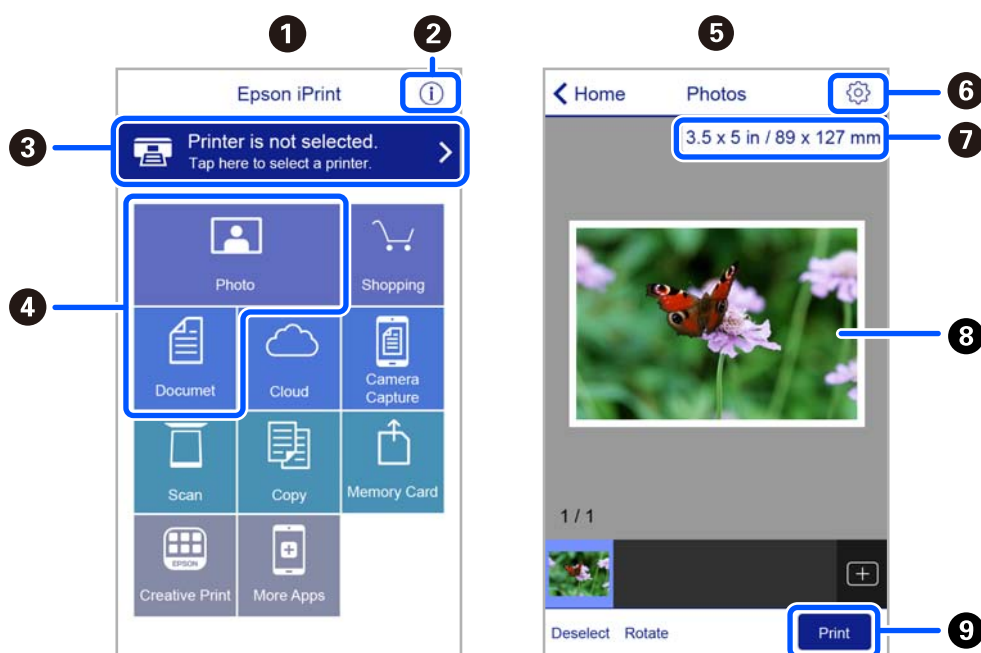 1
2
5
Epson iPrint
i
Home
Photos
6
3
Printer is not selected.
Tap here to select a printer.
3.5 x 5 in / 89 x 127 mm
7
4
Photo
Shopping
Documet
Cloud
Camera
Capture
8
Scan
Copy
Memory Card
1 / 1
EPSON
Creative Print
More Apps
Deselect
Rotate
Print
9